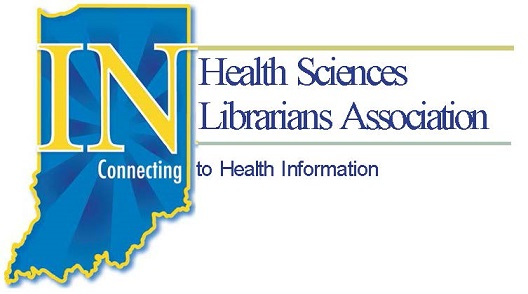 IN Health Sciences
Librarians Association
Connecting to Health Information